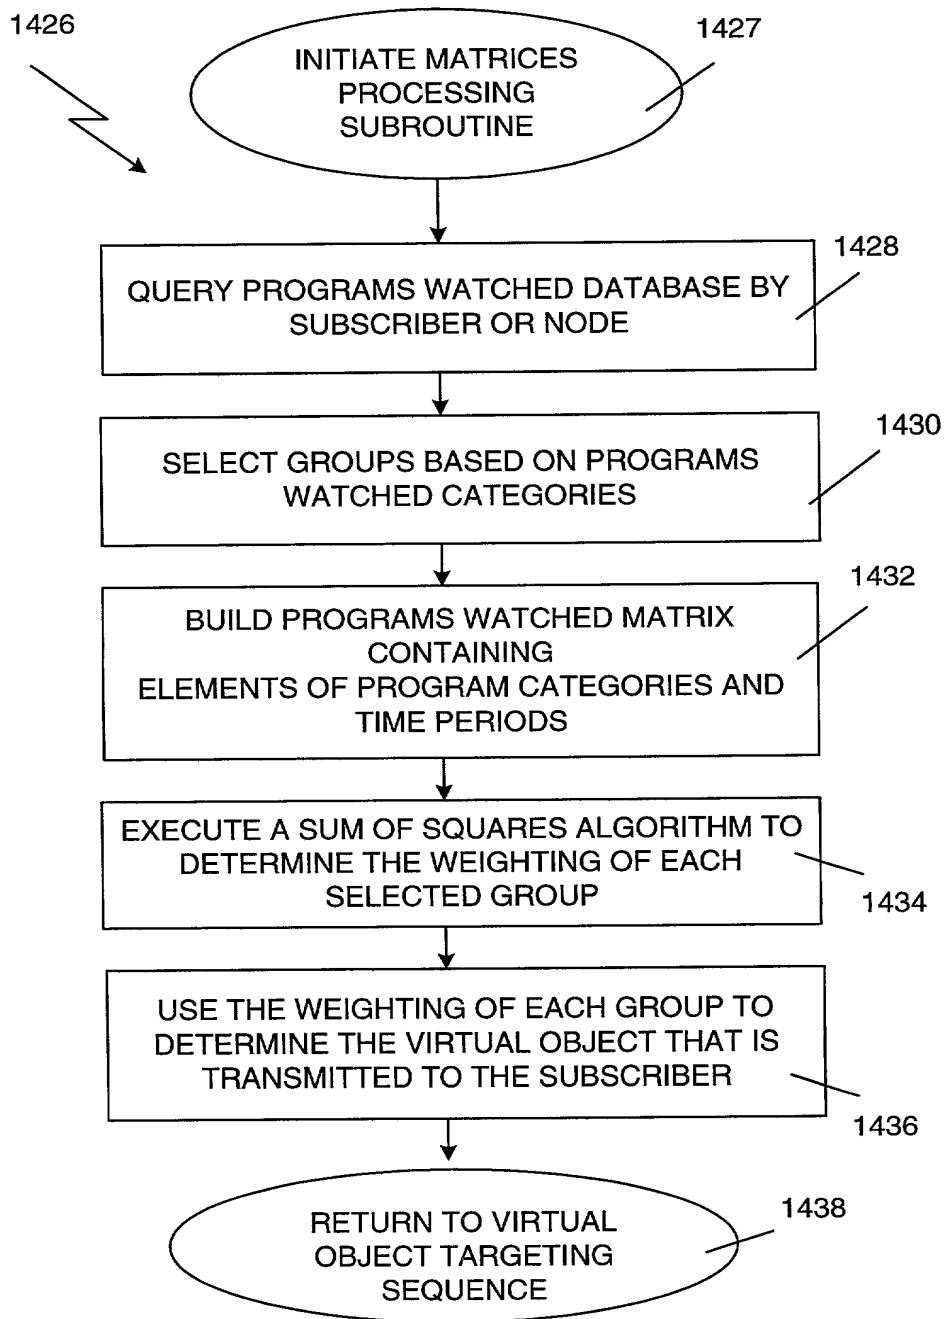 1426
1427
INITIATE MATRICES
PROCESSING
SUBROUTINE
1428
QUERY PROGRAMS WATCHED DATABASE BY
SUBSCRIBER OR NODE
1430
SELECT GROUPS BASED ON PROGRAMS
WATCHED CATEGORIES
1432
BUILD PROGRAMS WATCHED MATRIX
CONTAINING
ELEMENTS OF PROGRAM CATEGORIES AND
TIME PERIODS
EXECUTE A SUM OF SQUARES ALGORITHM TO
DETERMINE THE WEIGHTING OF EACH
SELECTED GROUP
1434
USE THE WEIGHTING OF EACH GROUP TO
DETERMINE THE VIRTUAL OBJECT THAT IS
TRANSMITTED TO THE SUBSCRIBER
1436
1438
RETURN TO VIRTUAL
OBJECT TARGETING
SEQUENCE